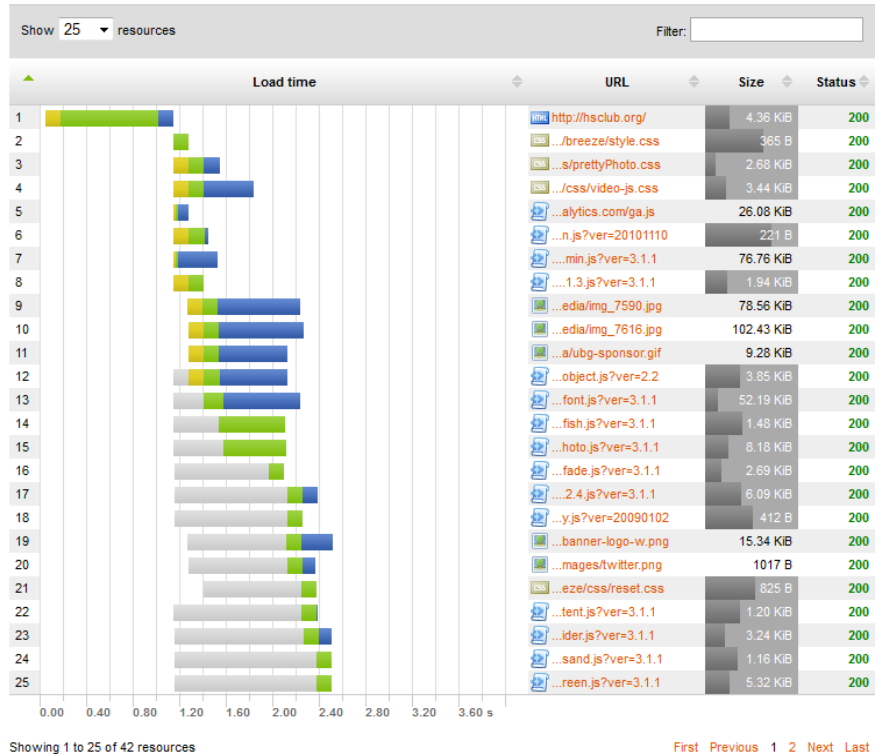 Show 25 resources Filter:
Load time URL Size Status
1 HTML http://hsclub.org/ 4.36 KiB 200
2 CSS .../breeze/style.css 365 B 200
3 CSS ...s/prettyPhoto.css 2.68 KiB 200
4 CSS .../css/video-js.css 3.44 KiB 200
5 ...alytics.com/ga.js 26.08 KiB 200
6 ...n.js?ver=20101110 221 B 200
7 ....min.js?ver=3.1.1 76.76 KiB 200
8 ....1.3.js?ver=3.1.1 1.94 KiB 200
9 ...edia/img_7590.jpg 78.56 KiB 200
10 ...edia/img_7616.jpg 102.43 KiB 200
11 ...a/ubg-sponsor.gif 9.28 KiB 200
12 ...object.js?ver=2.2 3.85 KiB 200
13 ...font.js?ver=3.1.1 52.19 KiB 200
14 ...fish.js?ver=3.1.1 1.48 KiB 200
15 ...hoto.js?ver=3.1.1 8.18 KiB 200
16 ...fade.js?ver=3.1.1 2.69 KiB 200
17 ...2.4.js?ver=3.1.1 6.09 KiB 200
18 ...y.js?ver=20090102 412 B 200
19 ...banner-logo-w.png 15.34 KiB 200
20 ...mages/twitter.png 1017 B 200
21 CSS ...eze/css/reset.css 825 B 200
22 ...tent.js?ver=3.1.1 1.20 KiB 200
23 ...ider.js?ver=3.1.1 3.24 KiB 200
24 ...sand.js?ver=3.1.1 1.16 KiB 200
25 ...reen.js?ver=3.1.1 5.32 KiB 200
0.00 0.40 0.80 1.20 1.60 2.00 2.40 2.80 3.20 3.60 s
Showing 1 to 25 of 42 resources First Previous 1 2 Next Last